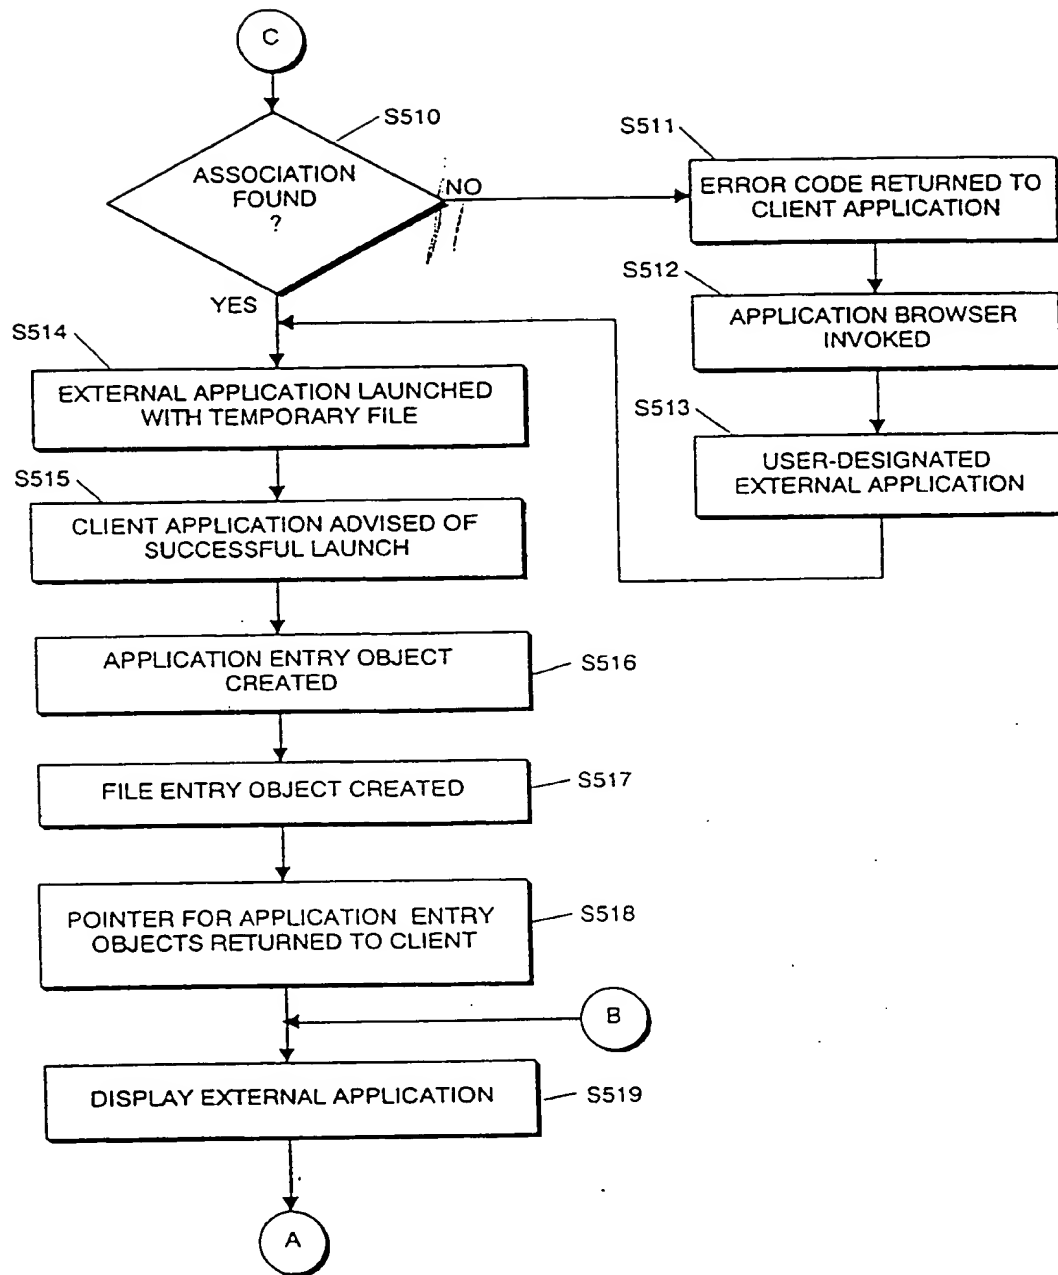 C
S510
ASSOCIATION
FOUND
?
NO
YES
S511
ERROR CODE RETURNED TO
CLIENT APPLICATION
S512
APPLICATION BROWSER
INVOKED
S513
USER-DESIGNATED
EXTERNAL APPLICATION
S514
EXTERNAL APPLICATION LAUNCHED
WITH TEMPORARY FILE
S515
CLIENT APPLICATION ADVISED OF
SUCCESSFUL LAUNCH
APPLICATION ENTRY OBJECT
CREATED
S516
FILE ENTRY OBJECT CREATED
S517
POINTER FOR APPLICATION ENTRY
OBJECTS RETURNED TO CLIENT
S518
B
DISPLAY EXTERNAL APPLICATION
S519
A